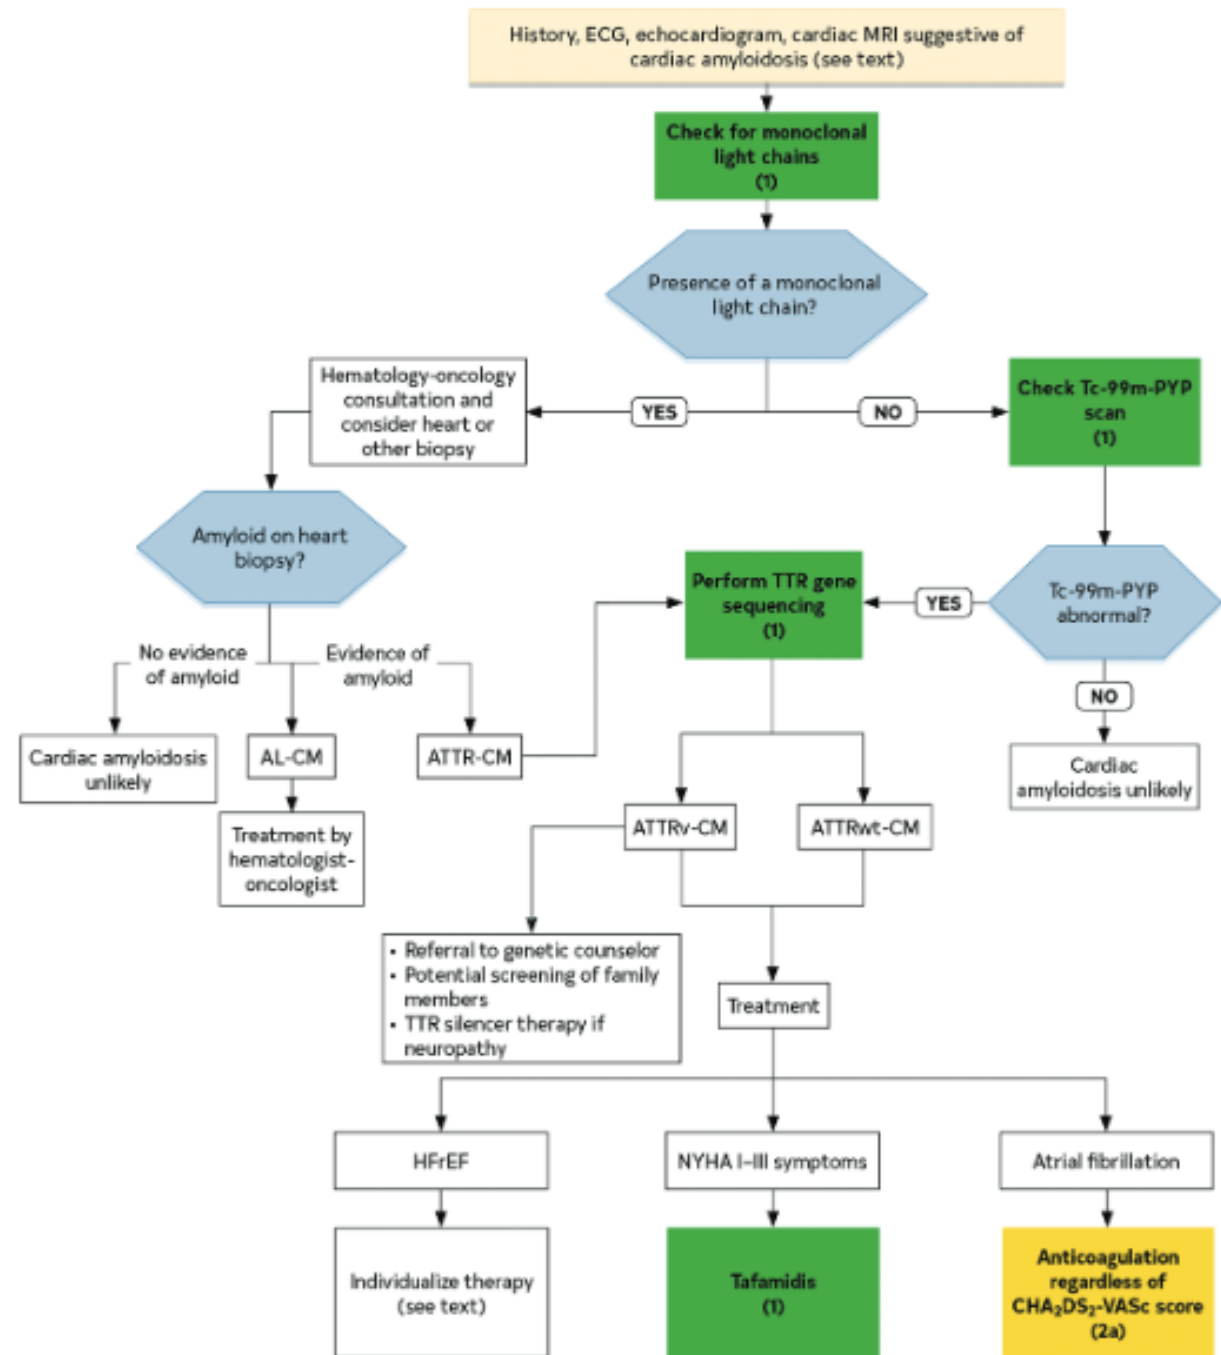 History, ECG, echocardiogram, cardiac MRI suggestive of
cardiac amyloidosis (see text)
Check for monoclonal
light chains
(1)
Presence of a monoclonal
light chain?
Hematology-oncology
consultation and
consider heart or
other biopsy
YES
NO
Check Tc-99m-PYP
scan
(1)
Amyloid on heart
biopsy?
Perform TTR gene
sequencing
(1)
YES
Tc-99m-PYP
abnormal?
No evidence
of amyloid
Evidence of
amyloid
NO
Cardiac amyloidosis
unlikely
AL-CM
ATTR-CM
Cardiac
amyloidosis unlikely
Treatment by
hematologist-
oncologist
ATTRv-CM
ATTRwt-CM
• Referral to genetic counselor
• Potential screening of family
members
• TTR silencer therapy if
neuropathy
Treatment
HFrEF
NYHA I–III symptoms
Atrial fibrillation
Individualize therapy
(see text)
Tafamidis
(1)
Anticoagulation
regardless of
CHA₂DS₂-VASc score
(2a)